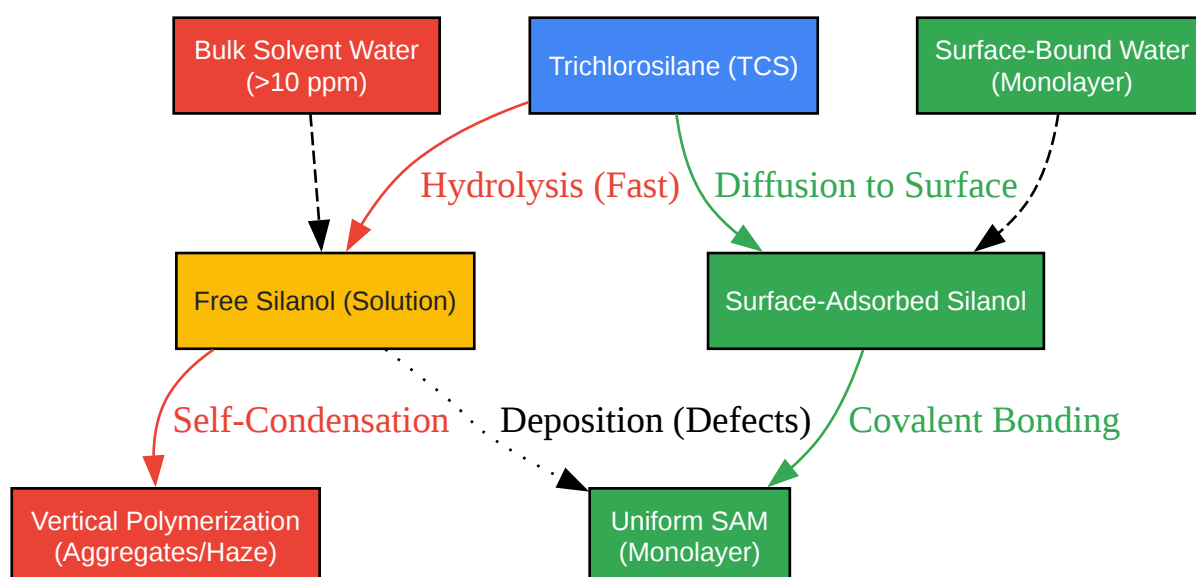 Bulk Solvent Water
(>10 ppm)
Trichlorosilane (TCS)
Surface-Bound Water
(Monolayer)
Hydrolysis (Fast)
Diffusion to Surface
Free Silanol (Solution)
Surface-Adsorbed Silanol
Self-Condensation
Deposition (Defects)
Covalent Bonding
Vertical Polymerization
(Aggregates/Haze)
Uniform SAM
(Monolayer)